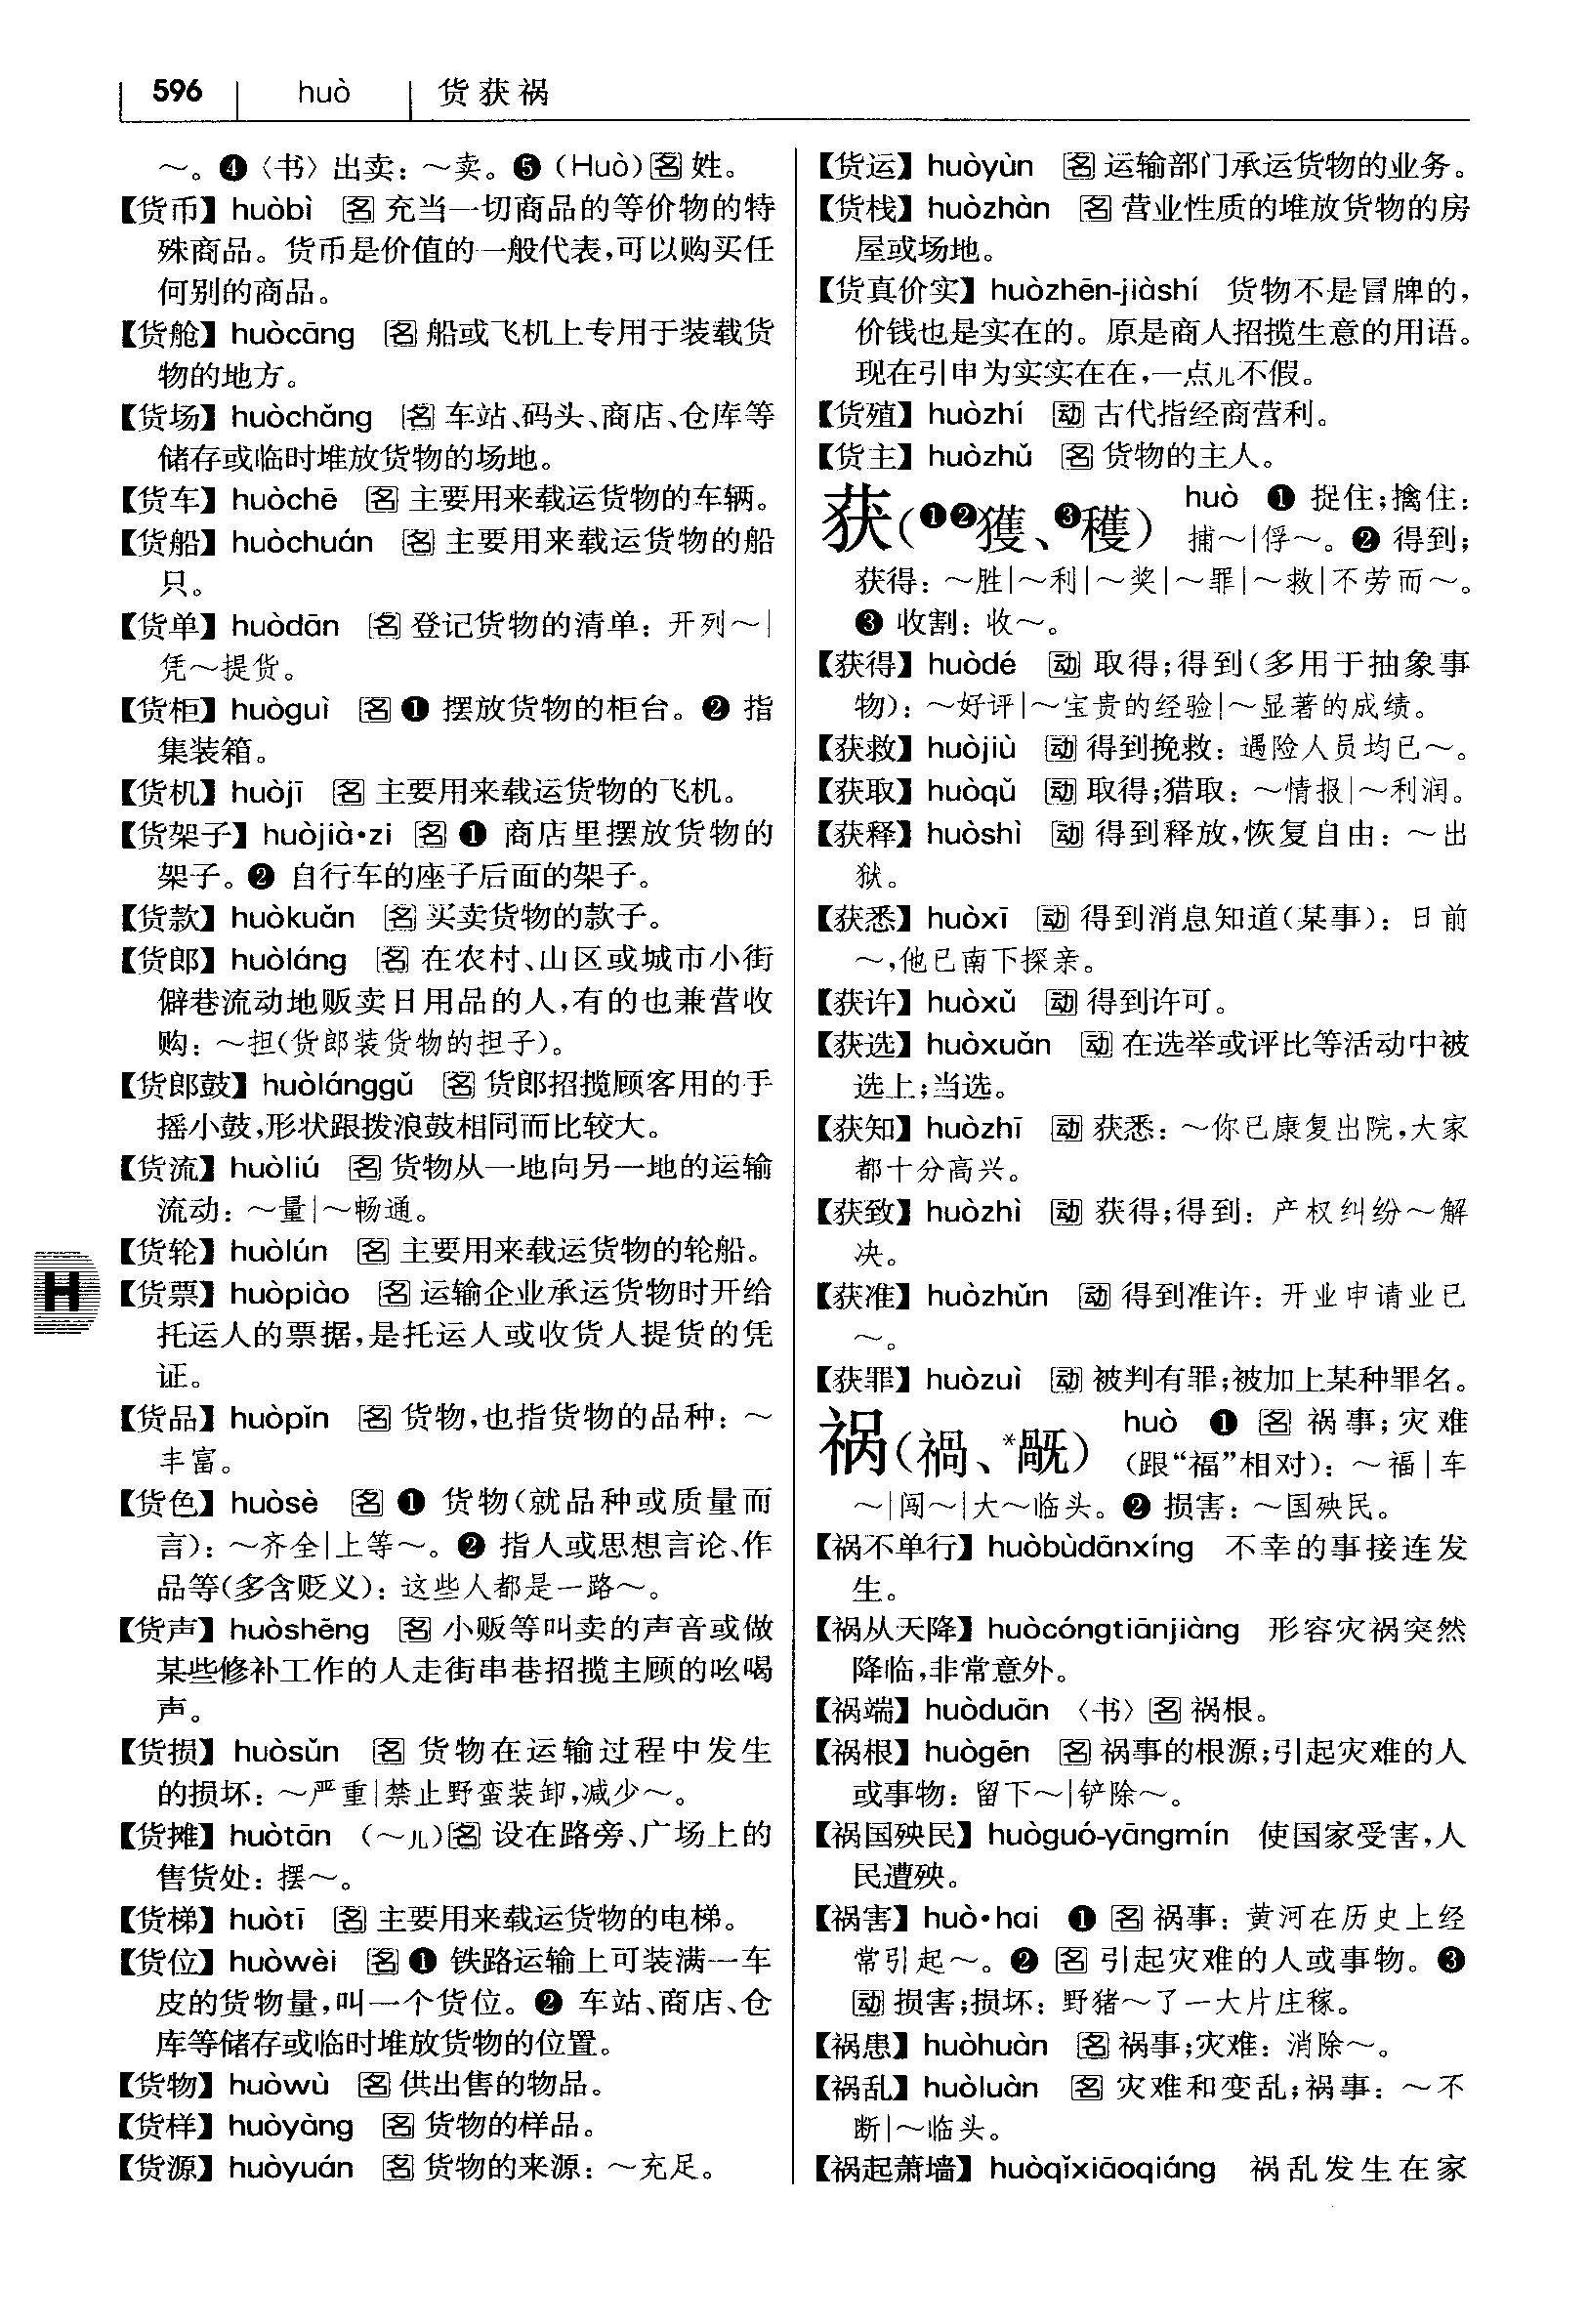 596 huò 货获祸
～。❹〈书〉出卖：～卖。❺（Huò）名姓。
【货币】huòbì 名 充当一切商品的等价物的特
殊商品。货币是价值的一般代表，可以购买任
何别的商品。
【货舱】huòcāng 名 船或飞机上专用于装载货
物的地方。
【货场】huòchǎng 名 车站、码头、商店、仓库等
储存或临时堆放货物的场地。
【货车】huòchē 名 主要用来载运货物的车辆。
【货船】huòchuán 名 主要用来载运货物的船
只。
【货单】huòdān 名 登记货物的清单：开列～|
凭～提货。
【货柜】huòguì 名 ❶ 摆放货物的柜台。❷ 指
集装箱。
【货机】huòjī 名 主要用来载运货物的飞机。
【货架子】huòjià·zi 名 ❶ 商店里摆放货物的
架子。❷ 自行车的座子后面的架子。
【货款】huòkuǎn 名 买卖货物的款子。
【货郎】huòláng 名 在农村、山区或城市小街
僻巷流动地贩卖日用品的人，有的也兼营收
购：～担（货郎装货物的担子）。
【货郎鼓】huòlánggǔ 名 货郎招揽顾客用的手
摇小鼓，形状跟拨浪鼓相同而比较大。
【货流】huòliú 名 货物从一地向另一地的运输
流动：～量|～畅通。
【货轮】huòlún 名 主要用来载运货物的轮船。
【货票】huòpiào 名 运输企业承运货物时开给
托运人的票据，是托运人或收货人提货的凭
证。
【货品】huòpǐn 名 货物，也指货物的品种：～
丰富。
【货色】huòsè 名 ❶ 货物（就品种或质量而
言）：～齐全|上等～。❷ 指人或思想言论、作
品等（多含贬义）：这些人都是一路～。
【货声】huòshēng 名 小贩等叫卖的声音或做
某些修补工作的人走街串巷招揽主顾的吆喝
声。
【货损】huòsǔn 名 货物在运输过程中发生
的损坏：～严重|禁止野蛮装卸，减少～。
【货摊】huòtān （～儿）名 设在路旁、广场上的
售货处：摆～。
【货梯】huòtī 名 主要用来载运货物的电梯。
【货位】huòwèi 名 ❶ 铁路运输上可装满一车
皮的货物量，叫一个货位。❷ 车站、商店、仓
库等储存或临时堆放货物的位置。
【货物】huòwù 名 供出售的物品。
【货样】huòyàng 名 货物的样品。
【货源】huòyuán 名 货物的来源：～充足。
H
【货运】huòyùn 名 运输部门承运货物的业务。
【货栈】huòzhàn 名 营业性质的堆放货物的房
屋或场地。
【货真价实】huòzhēn-jiàshí 货物不是冒牌的，
价钱也是实在的。原是商人招揽生意的用语。
现在引申为实实在在，一点儿不假。
【货殖】huòzhí 动 古代指经商营利。
【货主】huòzhǔ 名 货物的主人。
获（❶❷獲、❸穫） huò ❶ 捉住；擒住：
捕～|俘～。❷ 得到；
获得：～胜|～利|～奖|～罪|～救|不劳而～。
❸ 收割：收～。
【获得】huòdé 动 取得；得到（多用于抽象事
物）：～好评|～宝贵的经验|～显著的成绩。
【获救】huòjiù 动 得到挽救：遇险人员均已～。
【获取】huòqǔ 动 取得；猎取：～情报|～利润。
【获释】huòshì 动 得到释放，恢复自由：～出
狱。
【获悉】huòxī 动 得到消息知道（某事）：日前
～，他已南下探亲。
【获许】huòxǔ 动 得到许可。
【获选】huòxuǎn 动 在选举或评比等活动中被
选上；当选。
【获知】huòzhī 动 获悉：～你已康复出院，大家
都十分高兴。
【获致】huòzhì 动 获得；得到：产权纠纷～解
决。
【获准】huòzhǔn 动 得到准许：开业申请业已
～。
【获罪】huòzuì 动 被判有罪；被加上某种罪名。
祸（禍、*旤） huò ❶ 名 祸事；灾难
（跟“福”相对）：～福|车
～|闯～|大～临头。❷ 损害：～国殃民。
【祸不单行】huòbùdānxíng 不幸的事接连发
生。
【祸从天降】huòcóngtiānjiàng 形容灾祸突然
降临，非常意外。
【祸端】huòduān 〈书〉名 祸根。
【祸根】huògēn 名 祸事的根源；引起灾难的人
或事物：留下～|铲除～。
【祸国殃民】huòguó-yāngmín 使国家受害，人
民遭殃。
【祸害】huò·hai ❶ 名 祸事：黄河在历史上经
常引起～。❷ 名 引起灾难的人或事物。❸
动 损害；损坏：野猪～了一大片庄稼。
【祸患】huòhuàn 名 祸事；灾难：消除～。
【祸乱】huòluàn 名 灾难和变乱；祸事：～不
断|～临头。
【祸起萧墙】huòqǐxiāoqiáng 祸乱发生在家